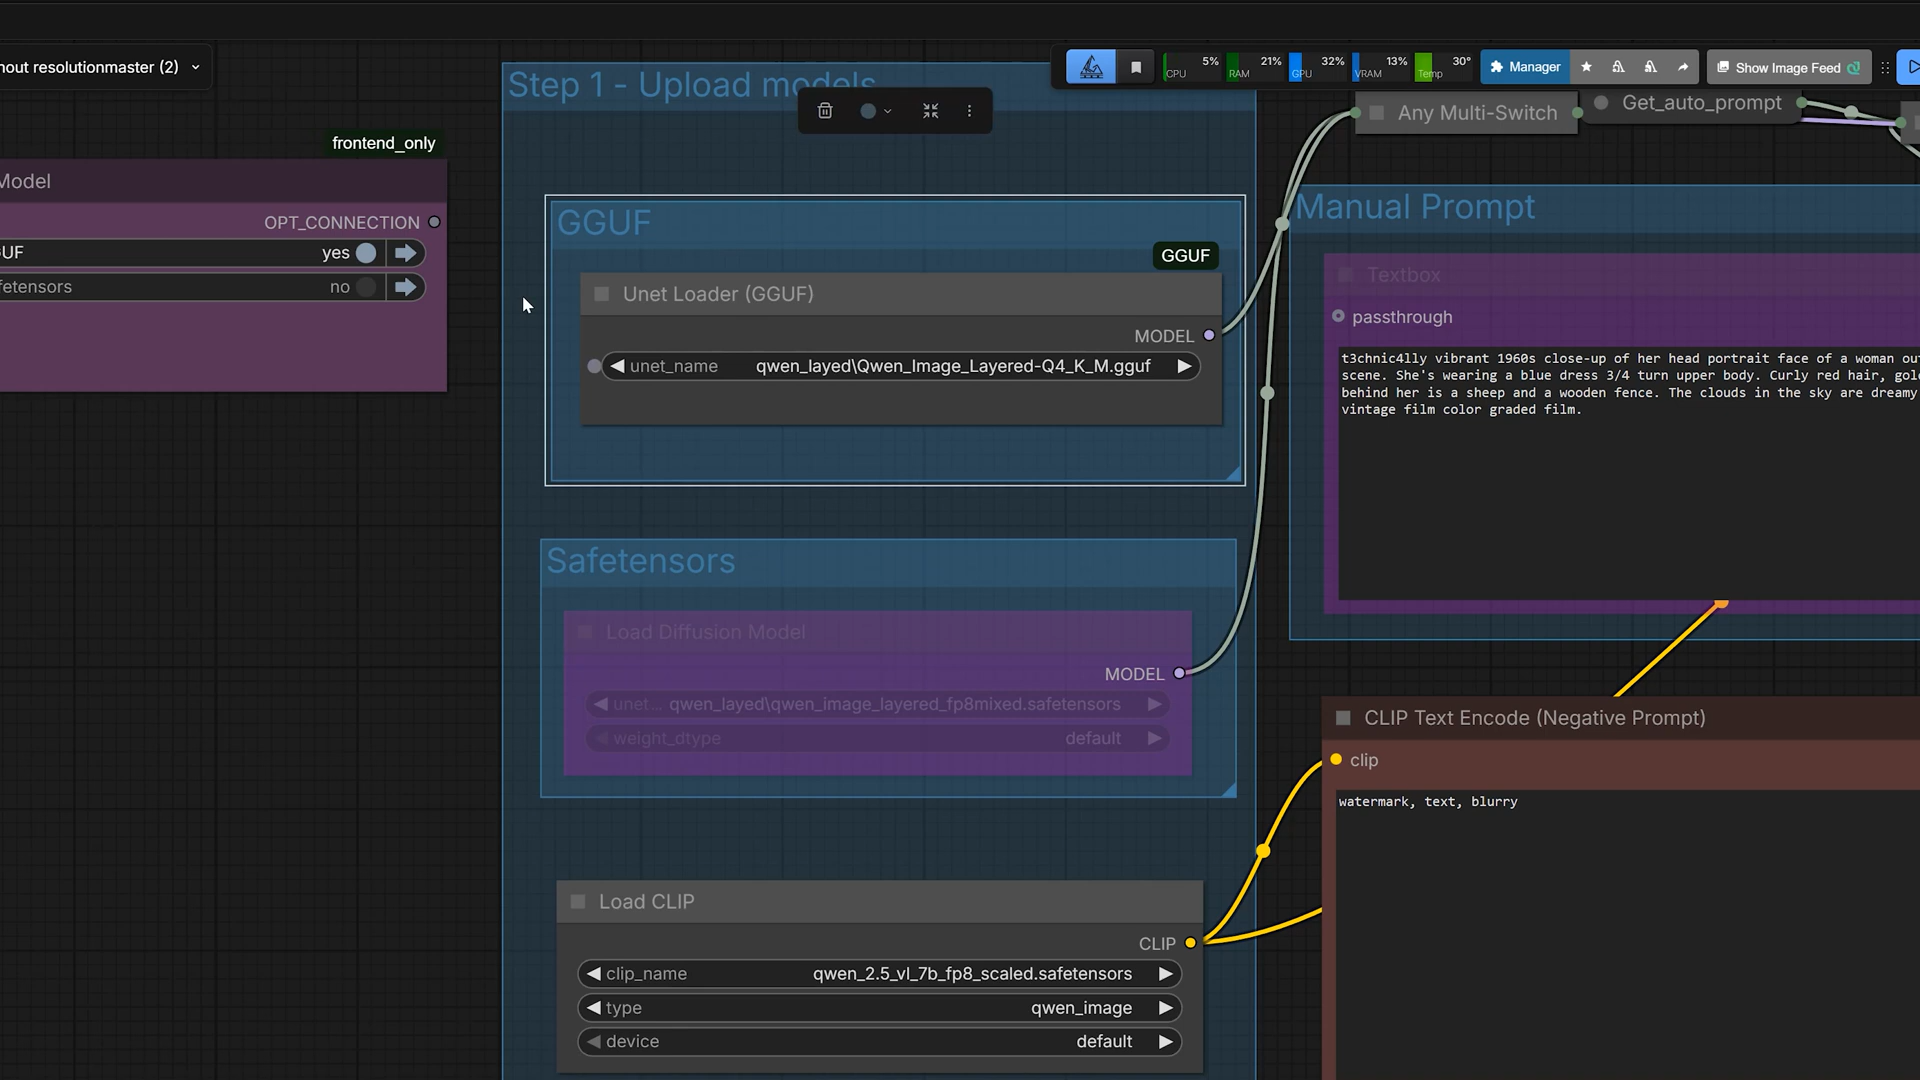 hout resolutionmaster (2)
Step 1 - Upload models
CPU
5%
RAM
21%
GPU
32%
VRAM
13%
Temp
30°
Manager
Show Image Feed
frontend_only
Model
OPT_CONNECTION
UF
yes
fetensors
no
GGUF
GGUF
Unet Loader (GGUF)
MODEL
unet_name
qwen_layed\Qwen_Image_Layered-Q4_K_M.gguf
Safetensors
Load Diffusion Model
MODEL
unet... qwen_layed\qwen_image_layered_fp8mixed.safetensors
weight_dtype
default
Load CLIP
CLIP
clip_name
qwen_2.5_vl_7b_fp8_scaled.safetensors
type
qwen_image
device
default
Any Multi-Switch
Get_auto_prompt
Manual Prompt
Textbox
passthrough
t3chnic4lly vibrant 1960s close-up of her head portrait face of a woman ou
scene. She's wearing a blue dress 3/4 turn upper body. Curly red hair, gol
behind her is a sheep and a wooden fence. The clouds in the sky are dreamy
vintage film color graded film.
CLIP Text Encode (Negative Prompt)
clip
watermark, text, blurry